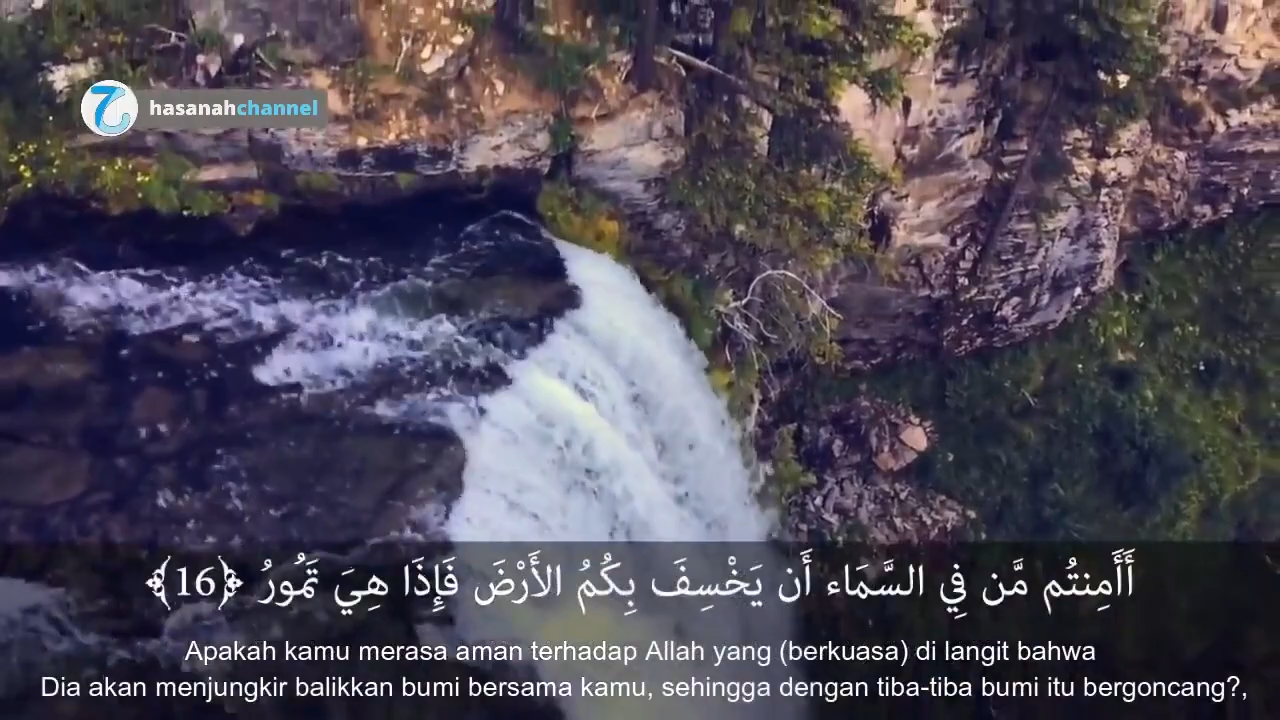 hasanahchannel
أَأَمِنتُم مَّن فِي السَّمَاء أَن يَخْسِفَ بِكُمُ الأَرْضَ فَإِذَا هِيَ تَمُورُ ﴿16﴾
Apakah kamu merasa aman terhadap Allah yang (berkuasa) di langit bahwa
Dia akan menjungkir balikkan bumi bersama kamu, sehingga dengan tiba-tiba bumi itu bergoncang?,